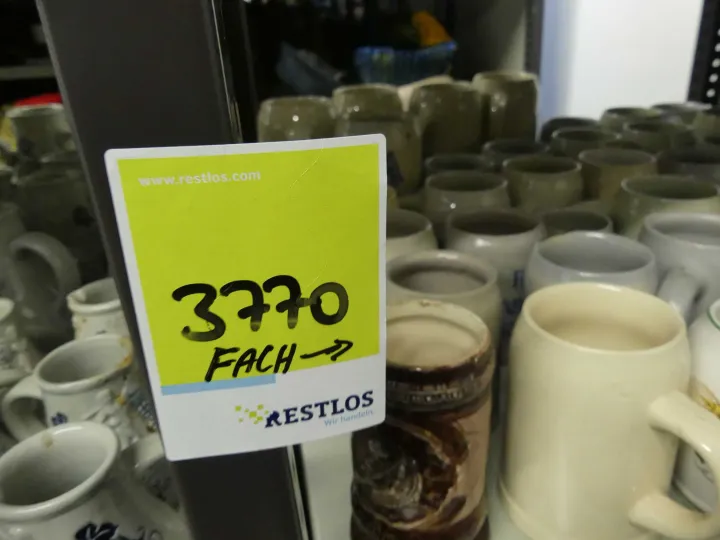 www.restlos.com
3770
FACH →
RESTLOS
Wir handeln